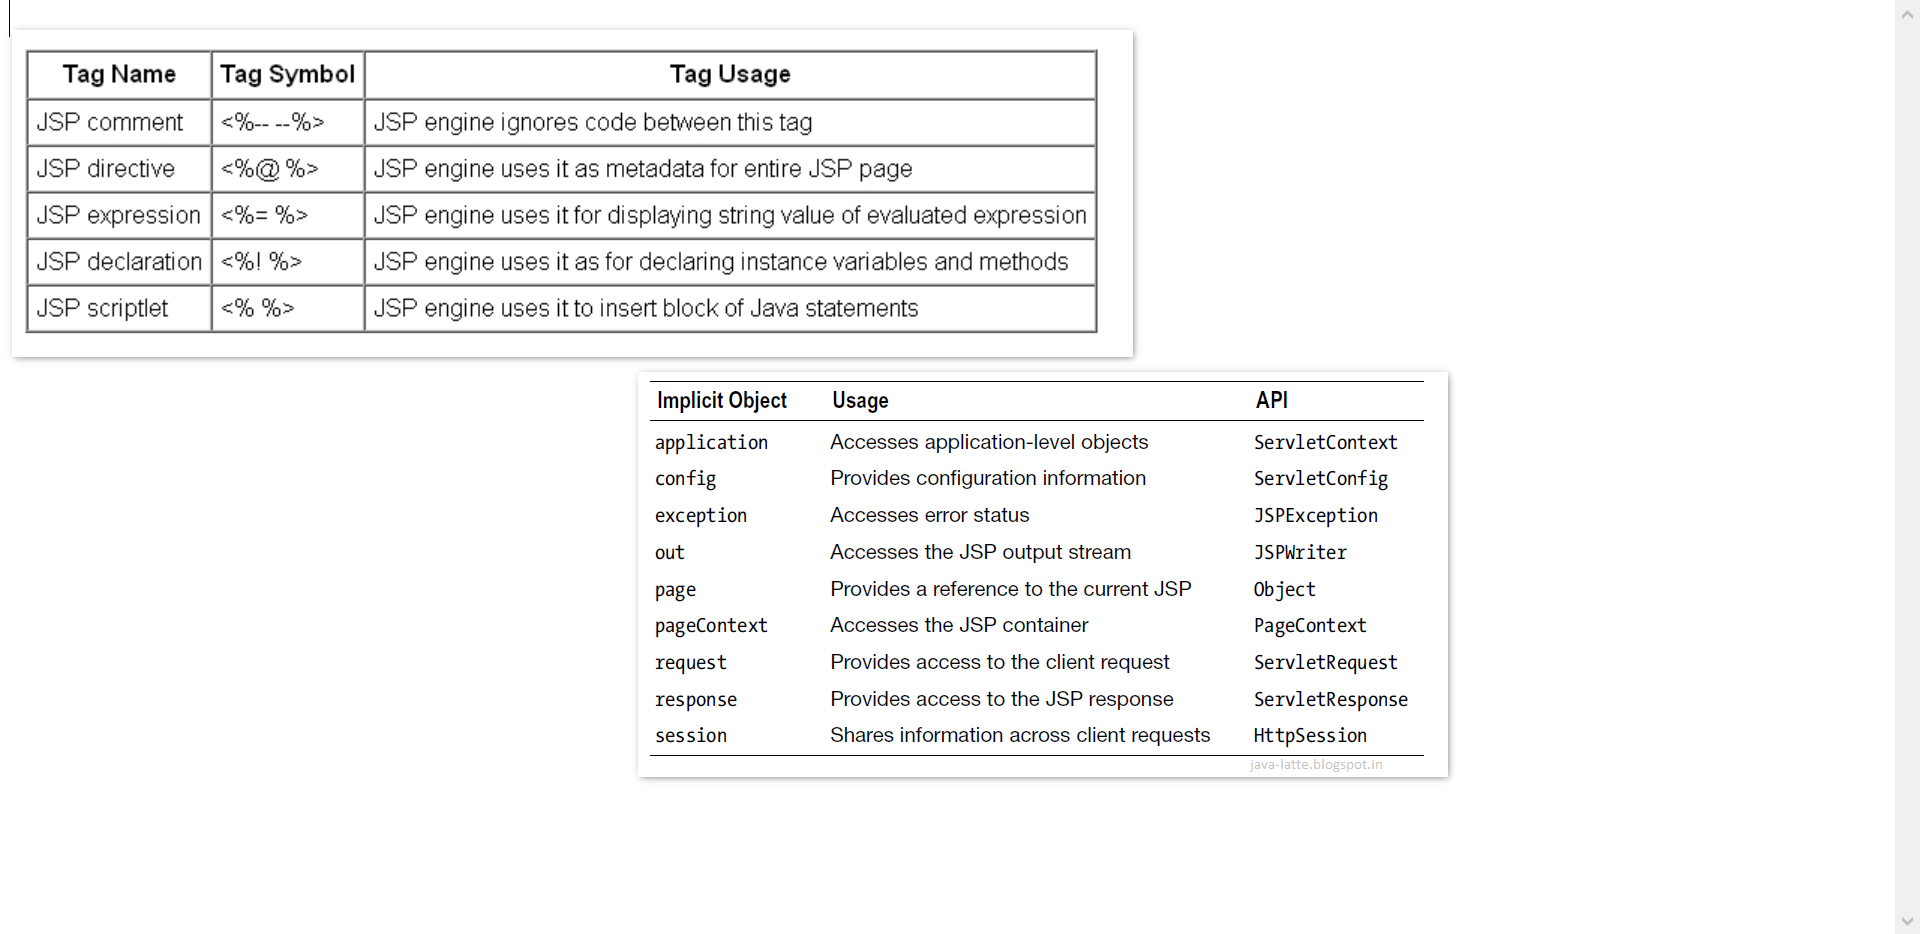 Tag Name Tag Symbol Tag Usage
JSP comment <%-- --%> JSP engine ignores code between this tag
JSP directive <%@ %> JSP engine uses it as metadata for entire JSP page
JSP expression <%= %> JSP engine uses it for displaying string value of evaluated expression
JSP declaration <%! %> JSP engine uses it as for declaring instance variables and methods
JSP scriptlet <% %> JSP engine uses it to insert block of Java statements
Implicit Object Usage API
application Accesses application-level objects ServletContext
config Provides configuration information ServletConfig
exception Accesses error status JSPException
out Accesses the JSP output stream JSPWriter
page Provides a reference to the current JSP Object
pageContext Accesses the JSP container PageContext
request Provides access to the client request ServletRequest
response Provides access to the JSP response ServletResponse
session Shares information across client requests HttpSession
java-latte.blogspot.in